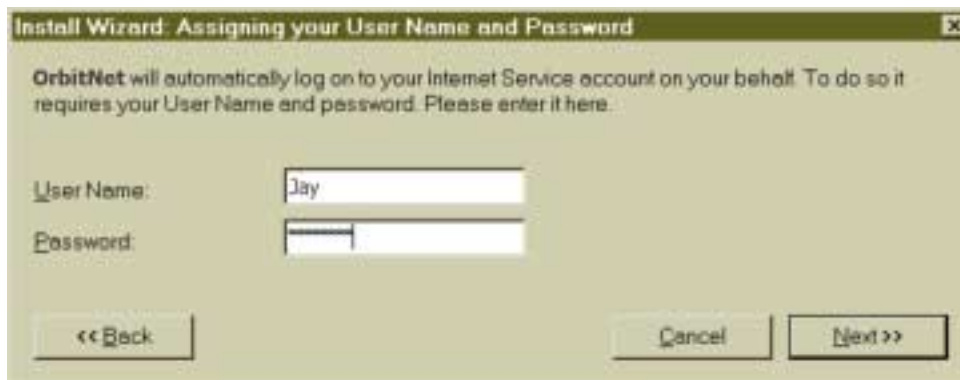 Install Wizard: Assigning your User Name and Password
OrbitNet will automatically log on to your Internet Service account on your behalf. To do so it
requires your User Name and password. Please enter it here.
User Name:
Jay
Password:
<< Back
Cancel
Next >>